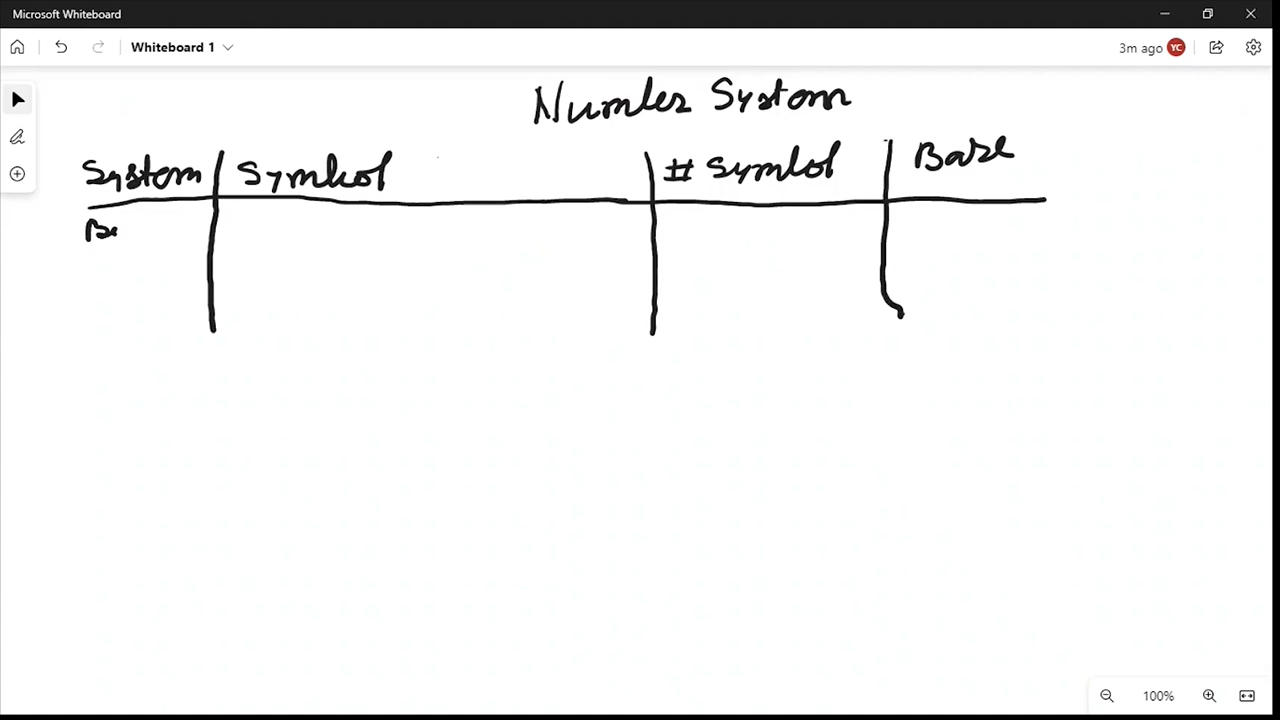 Microsoft Whiteboard
Whiteboard 1
3m ago YC
Number System
System Symbol # Symbol Base
100%